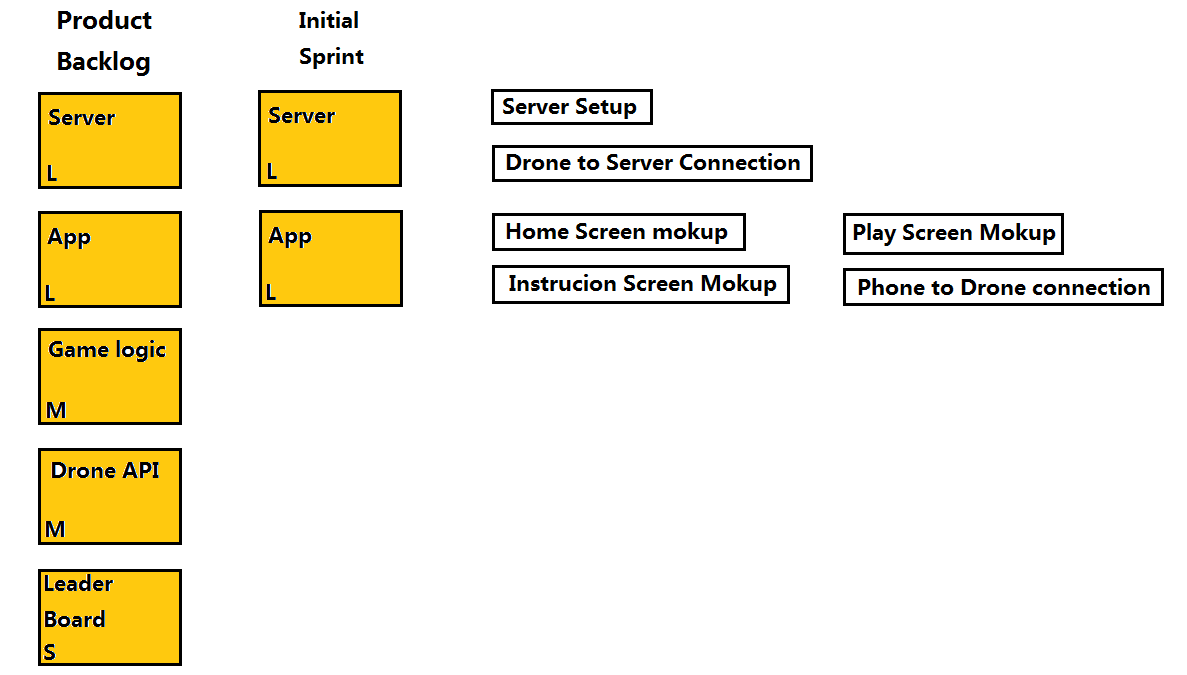 Product
Backlog
Initial
Sprint
Server
L
Server
L
Server Setup
Drone to Server Connection
App
L
App
L
Home Screen mokup
Play Screen Mokup
Instrucion Screen Mokup
Phone to Drone connection
Game logic
M
Drone API
M
Leader
Board
S